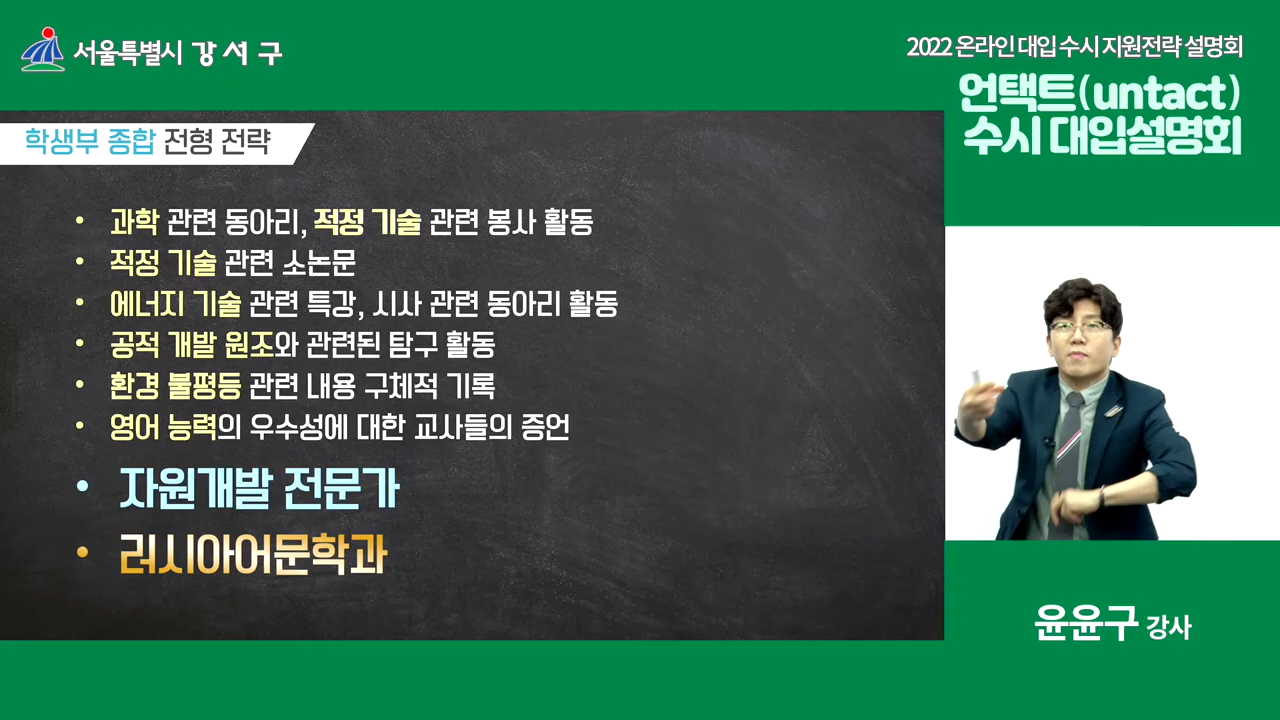 서울특별시 강서구
2022 온라인 대입 수시 지원전략 설명회
언택트(untact)
수시 대입설명회
학생부 종합 전형 전략
• 과학 관련 동아리, 적정 기술 관련 봉사 활동
• 적정 기술 관련 소논문
• 에너지 기술 관련 특강, 시사 관련 동아리 활동
• 공적 개발 원조와 관련된 탐구 활동
• 환경 불평등 관련 내용 구체적 기록
• 영어 능력의 우수성에 대한 교사들의 증언
• 자원개발 전문가
• 러시아어문학과
윤윤구 강사